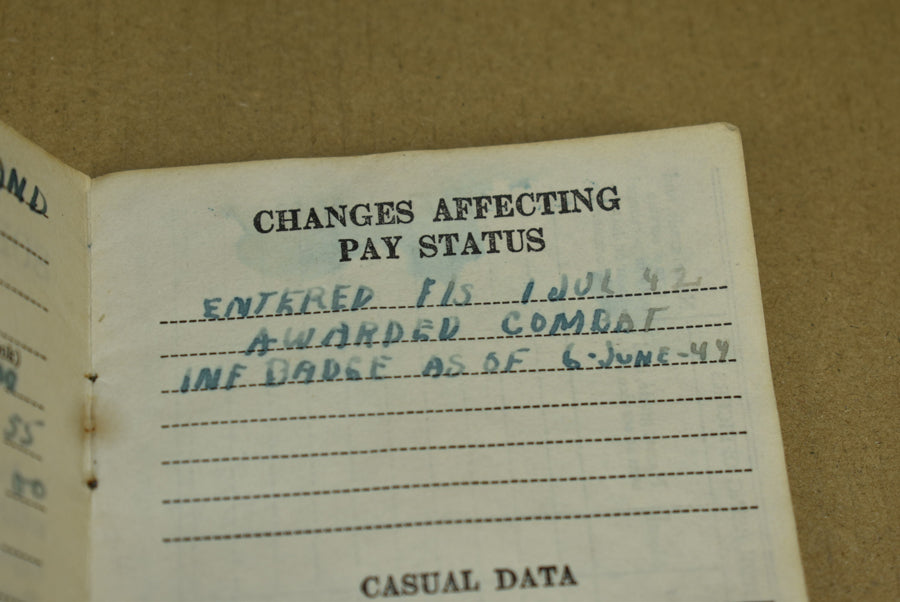 CHANGES AFFECTING
PAY STATUS
ENTERED F/S 1 JUL 42
AWARDED COMBAT
INF BADGE AS OF 6-JUNE-44
CASUAL DATA
55